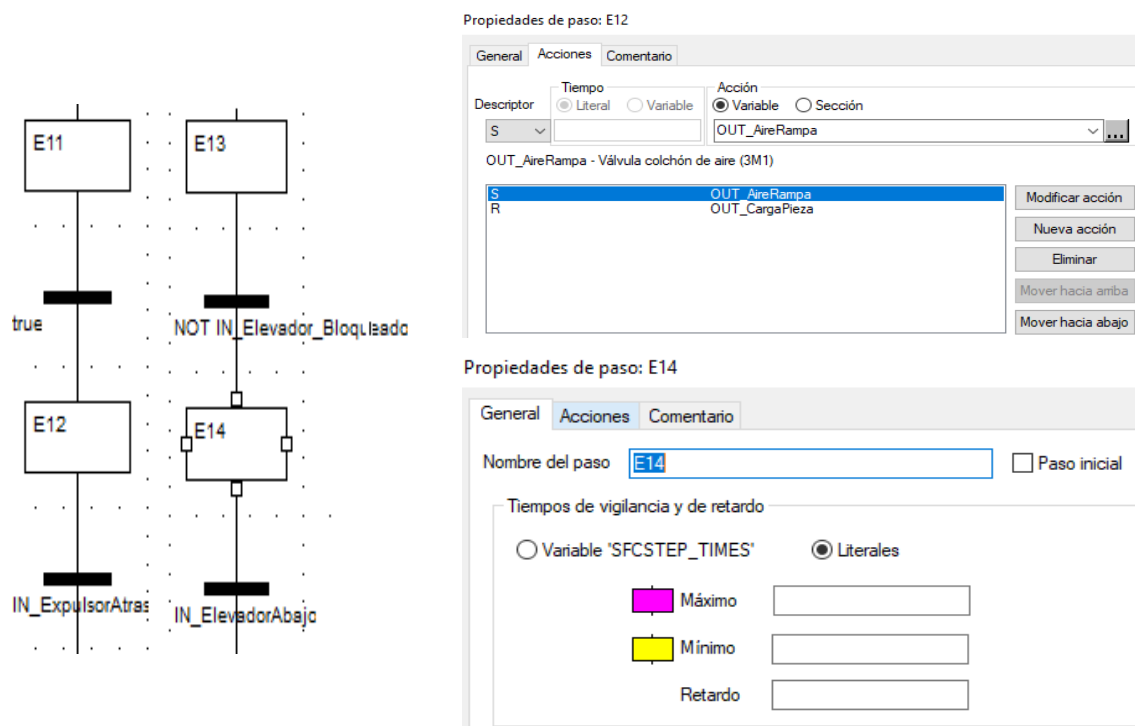 E11
E13
true
NOT IN_Elevador_Bloqueado
E12
E14
IN_ExpulsorAtras
IN_ElevadorAbajo
Propiedades de paso: E12
General Acciones Comentario
Tiempo Acción
Descriptor Literal Variable Variable Sección
S OUT_AireRampa ...
OUT_AireRampa - Válvula colchón de aire (3M1)
S OUT_AireRampa
R OUT_CargaPieza
Modificar acción
Nueva acción
Eliminar
Mover hacia arriba
Mover hacia abajo
Propiedades de paso: E14
General Acciones Comentario
Nombre del paso E14 Paso inicial
Tiempos de vigilancia y de retardo
Variable 'SFCSTEP_TIMES' Literales
Máximo
Mínimo
Retardo